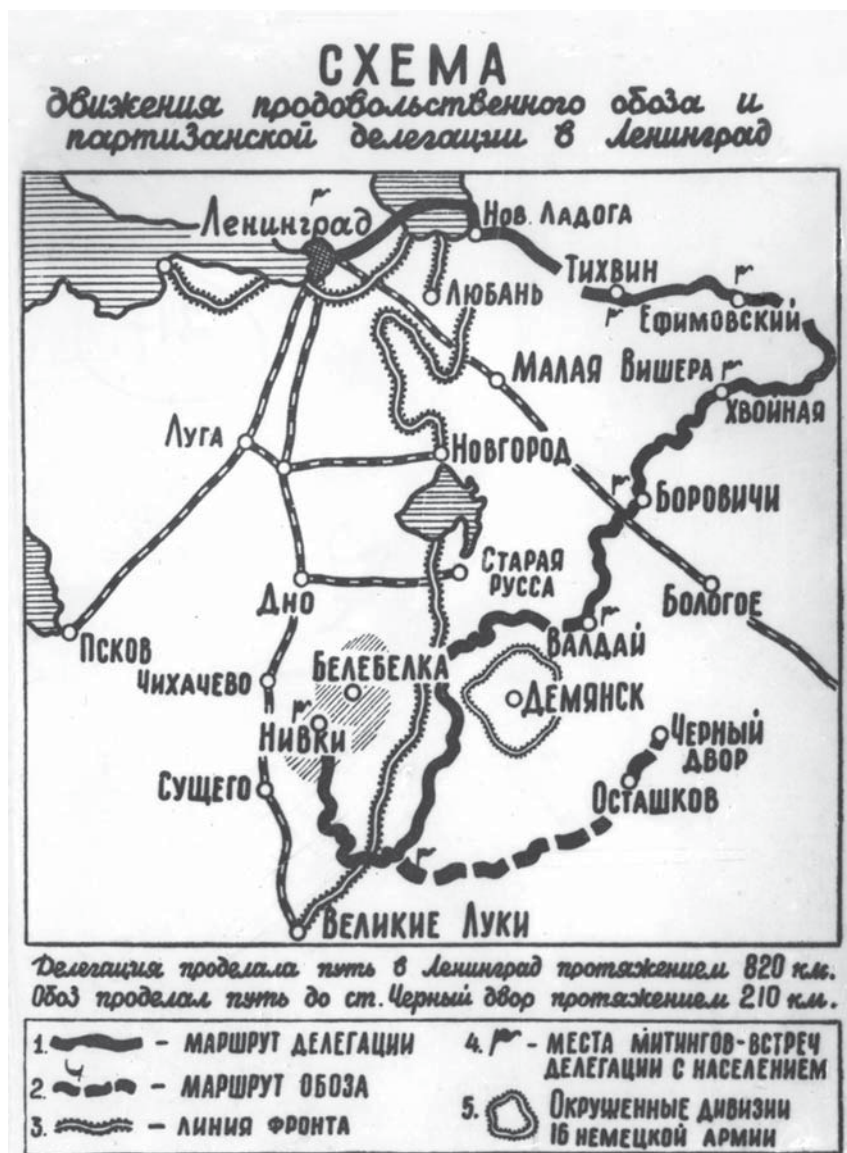 СХЕМА
движения продовольственного обоза и
партизанской делегации в Ленинград
Ленинград
Нов. Ладога
Тихвин
Любань
Ефимовский
Малая Вишера
Хвойная
Луга
Новгород
Боровичи
Старая
Русса
Дно
Бологое
Псков
Валдай
Чихачево
Белебелка
Демянск
Нивки
Черный
двор
Сущего
Осташков
Великие Луки
Делегация проделала путь в Ленинград протяжением 820 км.
Обоз проделал путь до ст. Черный двор протяжением 210 км.
1. - МАРШРУТ ДЕЛЕГАЦИИ
2. - МАРШРУТ ОБОЗА
3. - ЛИНИЯ ФРОНТА
4. - МЕСТА МИТИНГОВ-ВСТРЕЧ
ДЕЛЕГАЦИИ С НАСЕЛЕНИЕМ
5. Окруженные дивизии
16 немецкой армии